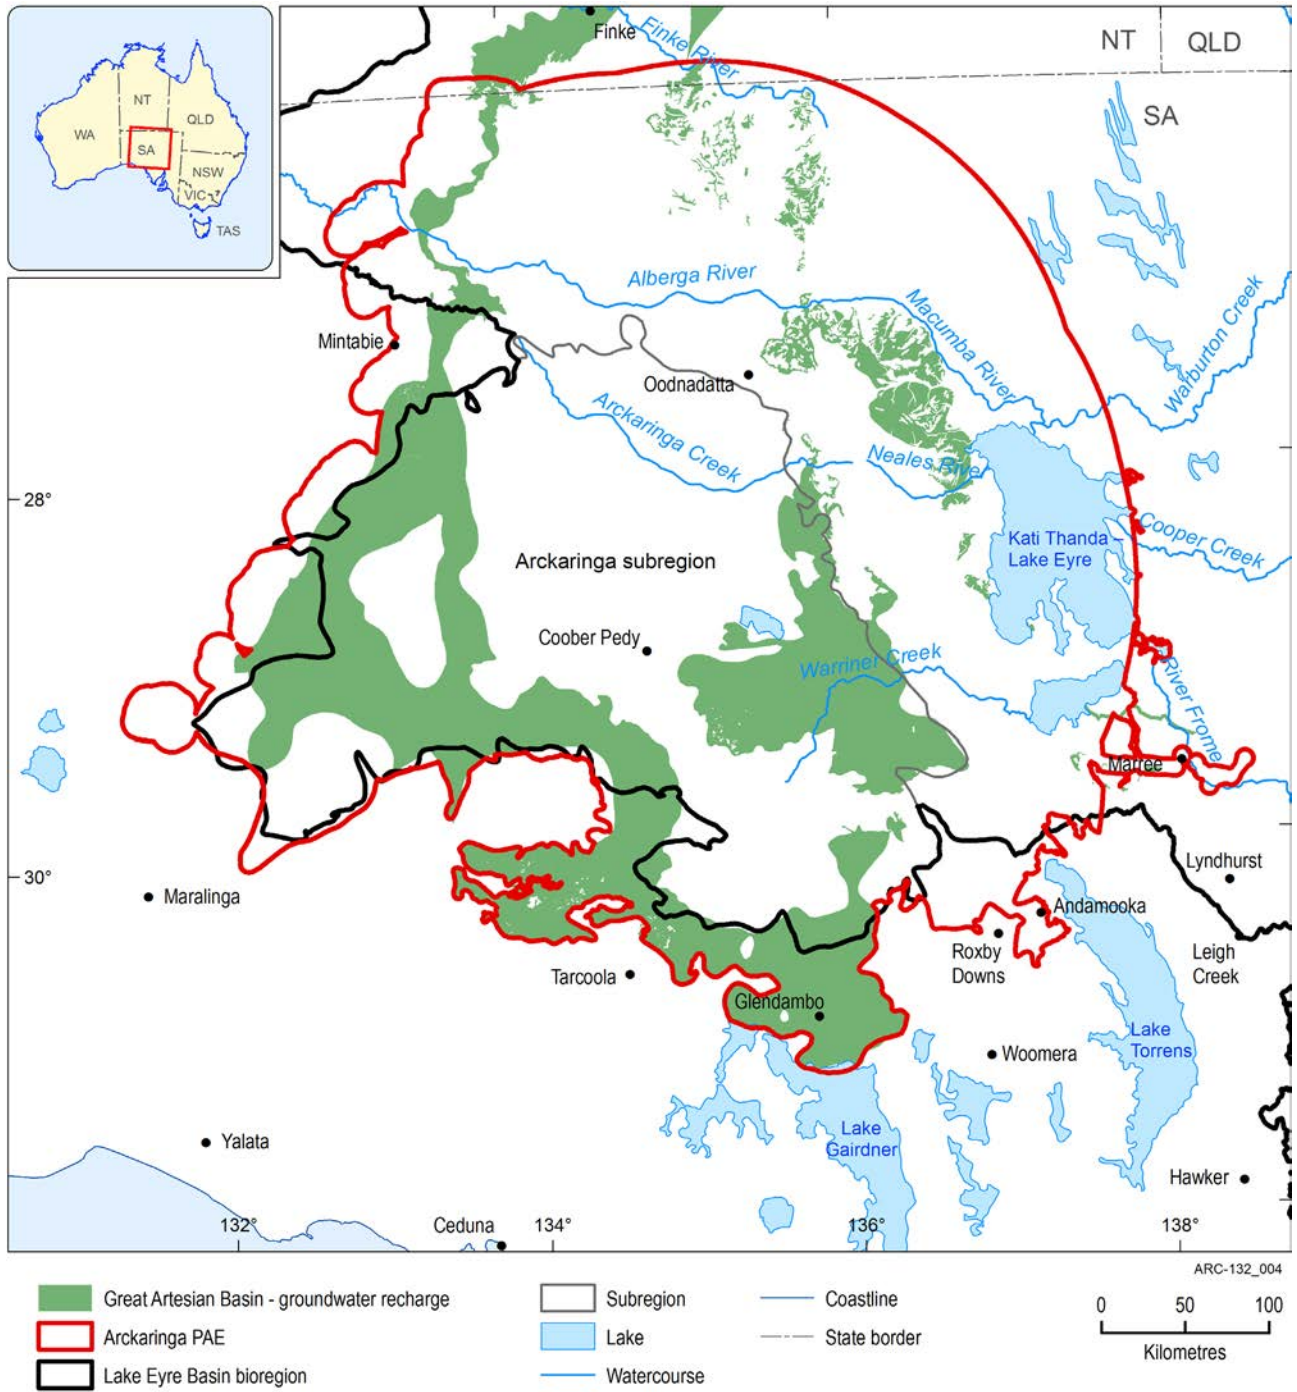 NT
QLD
WA
SA
NSW
VIC
TAS
Finke
Finke River
NT
QLD
SA
Alberga River
Macumba River
Warburton Creek
Mintabie
Oodnadatta
Arckaringa Creek
Neales River
28°
Kati Thanda –
Lake Eyre
Cooper Creek
Arckaringa subregion
Coober Pedy
Warriner Creek
River Frome
Marree
30°
Maralinga
Lyndhurst
Andamooka
Roxby
Downs
Leigh
Creek
Tarcoola
Glendambo
Lake
Torrens
Woomera
Yalata
Lake
Gairdner
Hawker
Ceduna
132°
134°
136°
138°
ARC-132_004
Great Artesian Basin - groundwater recharge
Arckaringa PAE
Lake Eyre Basin bioregion
Subregion
Lake
Watercourse
Coastline
State border
0 50 100
Kilometres